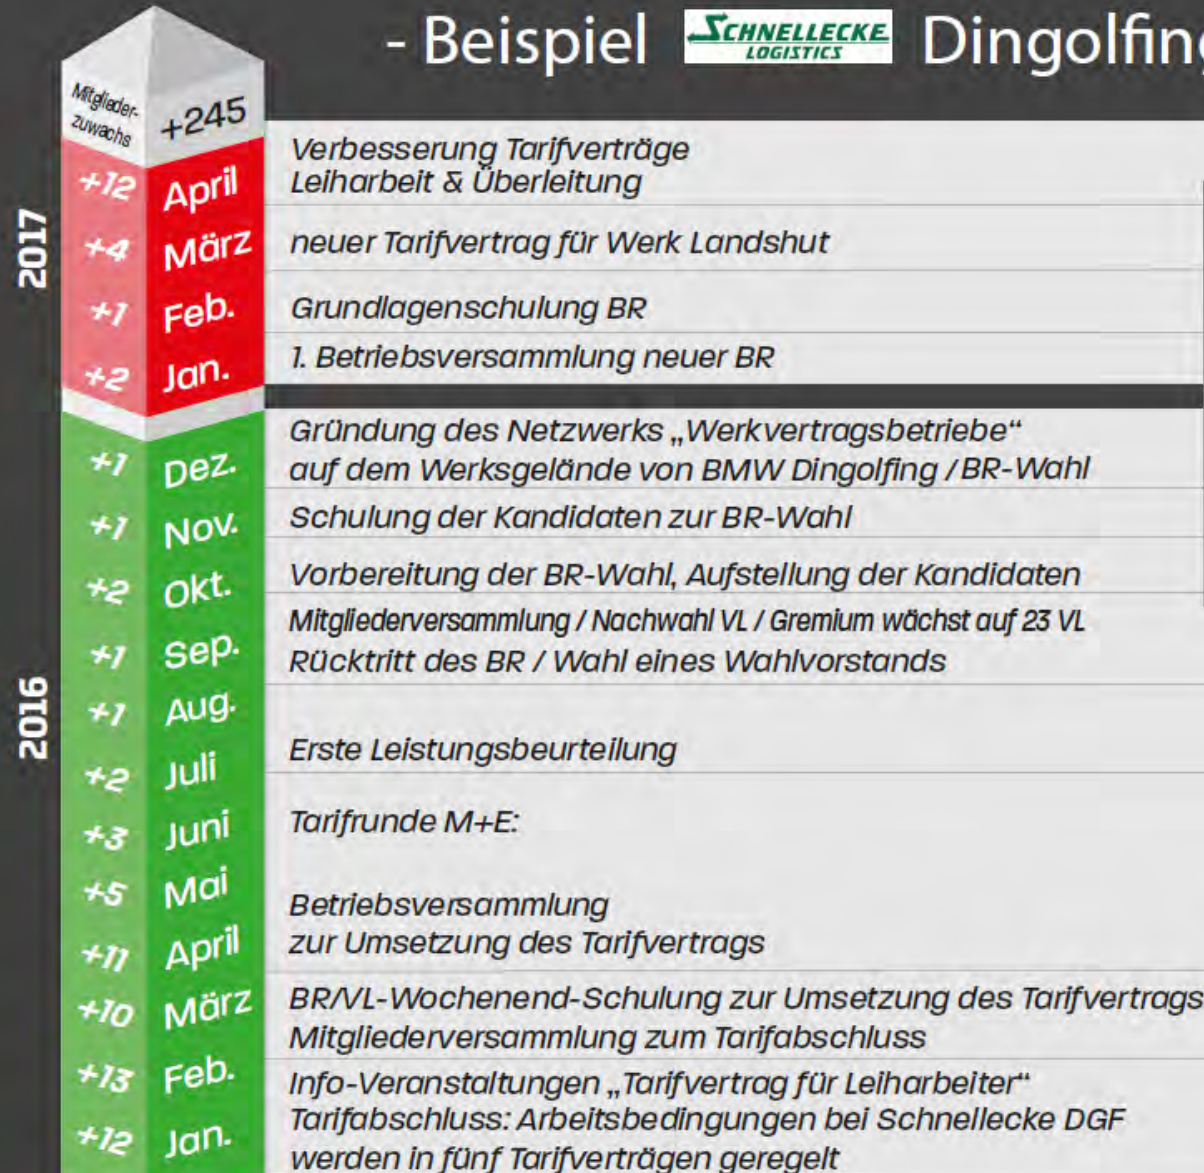 - Beispiel SCHNELLECKE LOGISTICS Dingolfing
Mitglieder-
zuwachs
+245
2017
+12 April
Verbesserung Tarifverträge
Leiharbeit & Überleitung
+4 März
neuer Tarifvertrag für Werk Landshut
+1 Feb.
Grundlagenschulung BR
+2 Jan.
1. Betriebsversammlung neuer BR
2016
+1 Dez.
Gründung des Netzwerks „Werkvertragsbetriebe“
auf dem Werksgelände von BMW Dingolfing / BR-Wahl
+1 Nov.
Schulung der Kandidaten zur BR-Wahl
+2 Okt.
Vorbereitung der BR-Wahl, Aufstellung der Kandidaten
+1 Sep.
Mitgliederversammlung / Nachwahl VL / Gremium wächst auf 23 VL
Rücktritt des BR / Wahl eines Wahlvorstands
+1 Aug.
+2 Juli
Erste Leistungsbeurteilung
+3 Juni
Tarifrunde M+E:
+5 Mai
+11 April
Betriebsversammlung
zur Umsetzung des Tarifvertrags
+10 März
BR/VL-Wochenend-Schulung zur Umsetzung des Tarifvertrags
Mitgliederversammlung zum Tarifabschluss
+13 Feb.
Info-Veranstaltungen „Tarifvertrag für Leiharbeiter“
+12 Jan.
Tarifabschluss: Arbeitsbedingungen bei Schnellecke DGF
werden in fünf Tarifverträgen geregelt